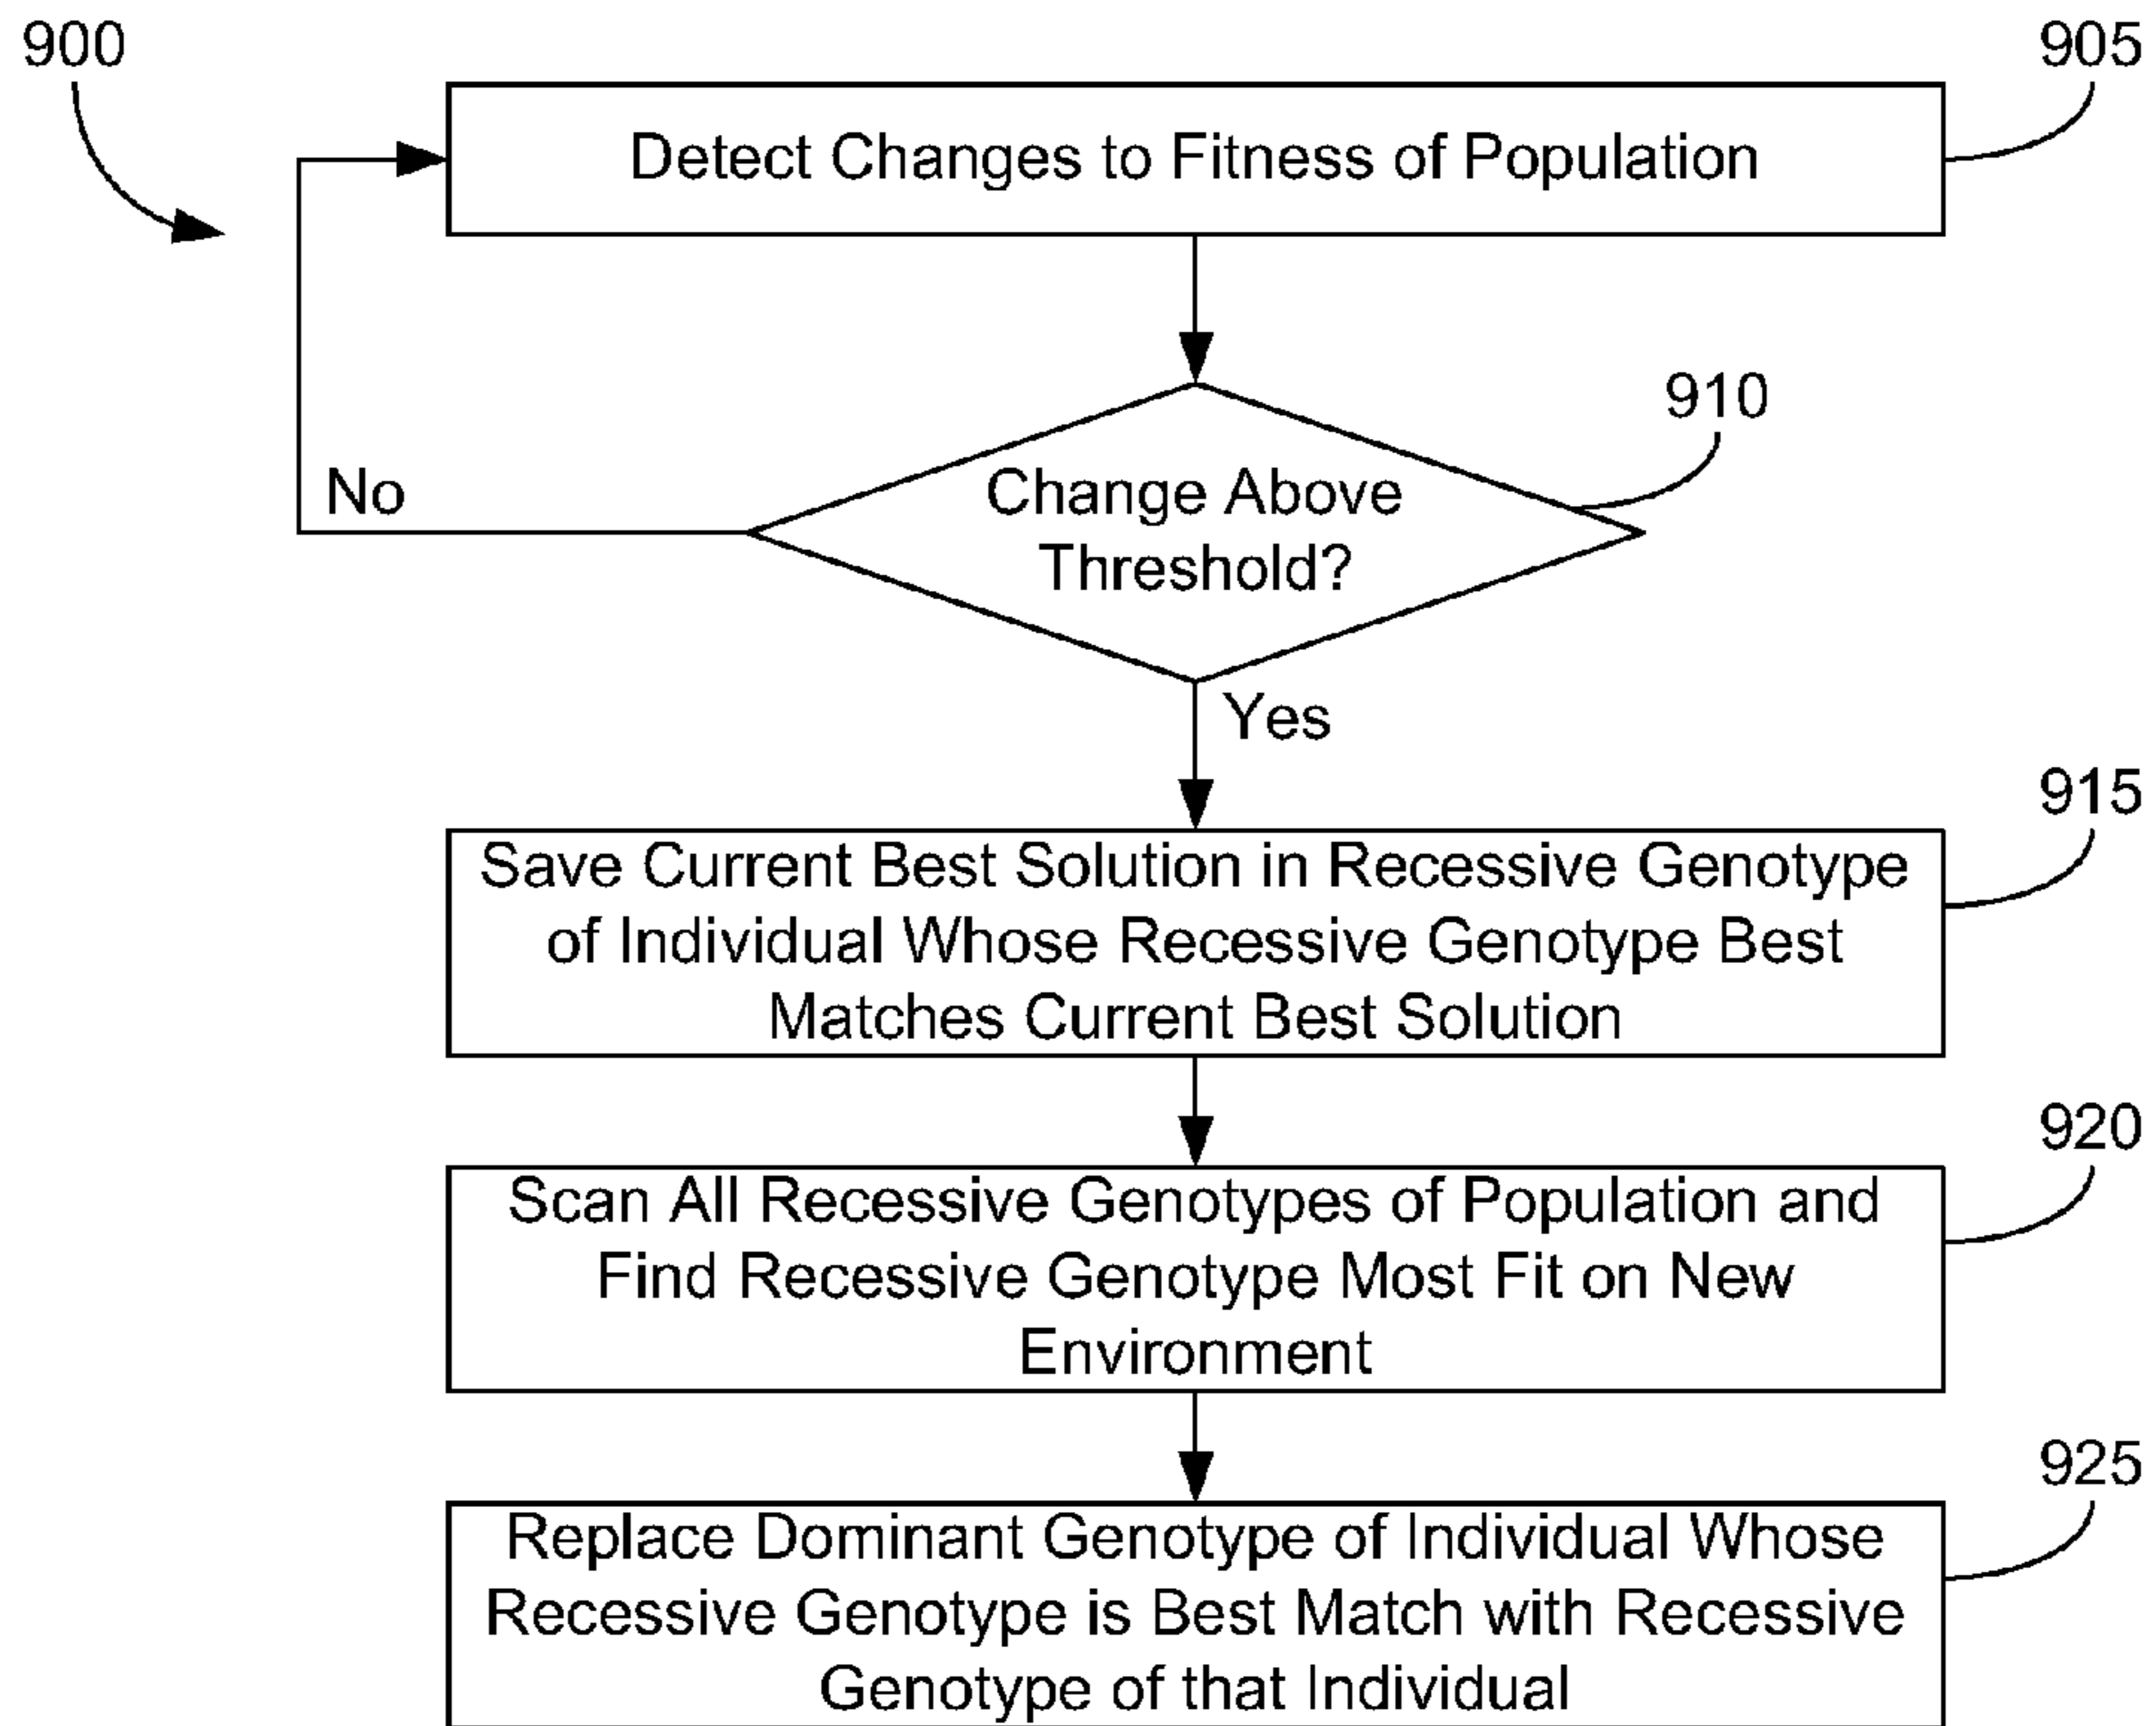 900
905
Detect Changes to Fitness of Population
910
Change Above
Threshold?
No
Yes
915
Save Current Best Solution in Recessive Genotype
of Individual Whose Recessive Genotype Best
Matches Current Best Solution
920
Scan All Recessive Genotypes of Population and
Find Recessive Genotype Most Fit on New
Environment
925
Replace Dominant Genotype of Individual Whose
Recessive Genotype is Best Match with Recessive
Genotype of that Individual